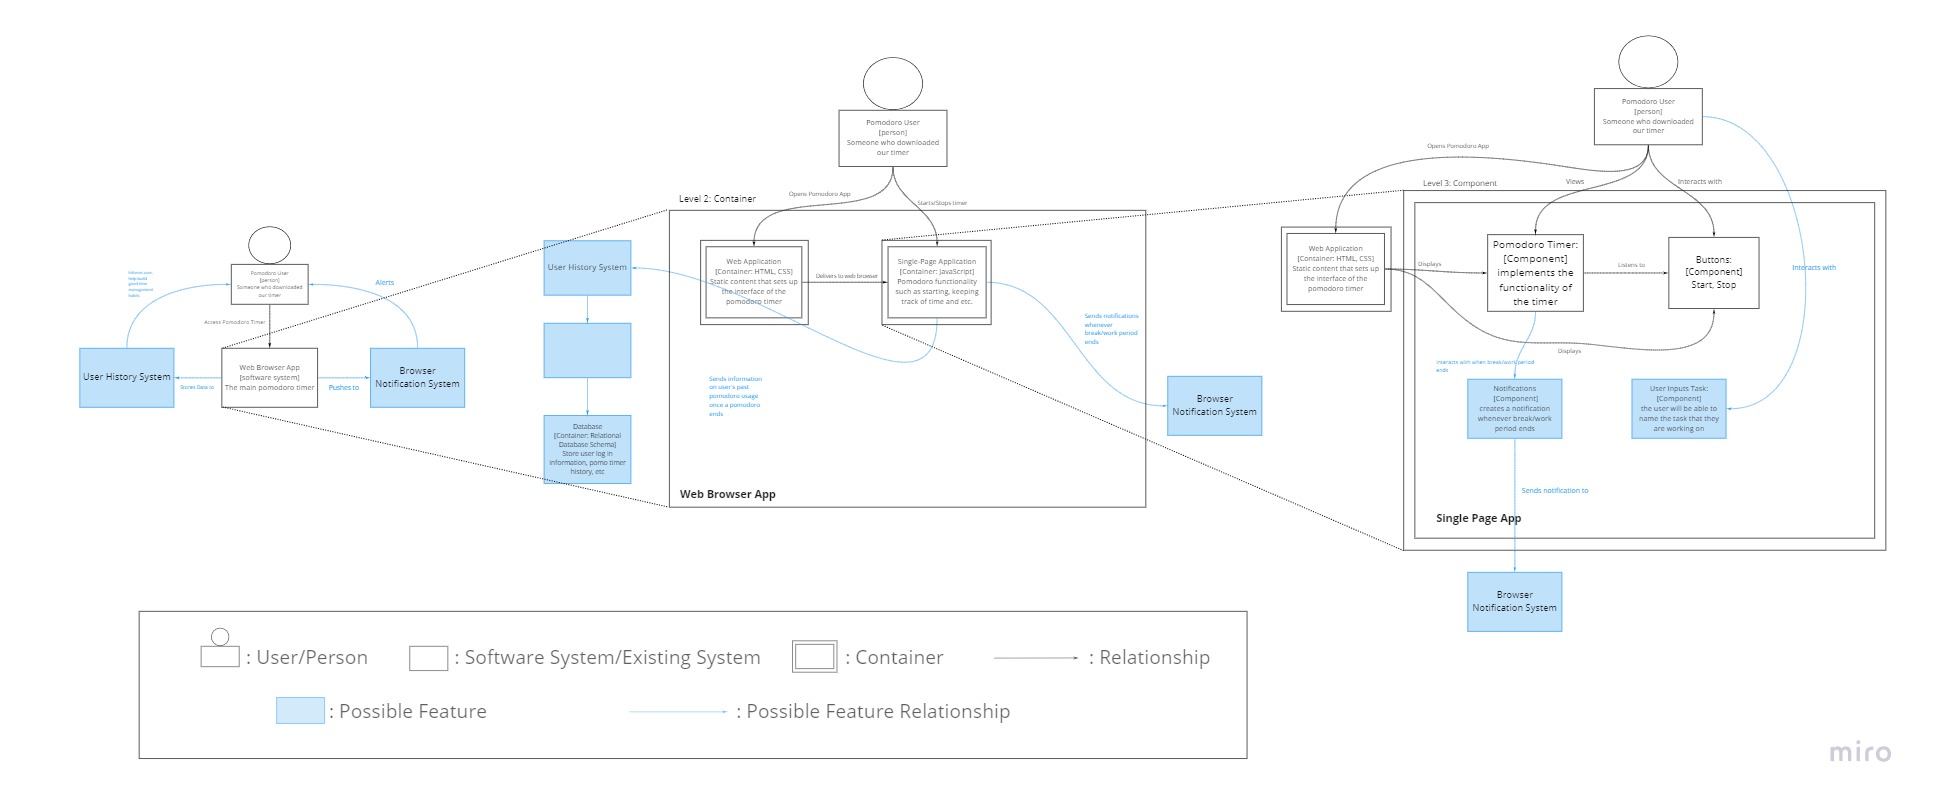 Pomodoro User
[person]
Someone who downloaded
our timer
Alerts
Access Pomodoro Timer
User History System
Stores Data to
Web Browser App
[software system]
The main pomodoro timer
Pushes to
Browser
Notification System
Pomodoro User
[person]
Someone who downloaded
our timer
Opens Pomodoro App
Starts/Stops timer
Level 2: Container
User History System
Web Application
[Container: HTML, CSS]
Static content that sets up
the interface of the
pomodoro timer
Delivers to web browser
Single-Page Application
[Container: JavaScript]
Pomodoro functionality
such as starting, keeping
track of time and etc.
Sends notifications
whenever
break/work period
ends
Sends information
on user's past
pomodoro usage
once a pomodoro
ends
Database
[Container: Relational
Database Schema]
Store user log in
information, pomo timer
history, etc
Web Browser App
Browser
Notification System
Pomodoro User
[person]
Someone who downloaded
our timer
Opens Pomodoro App
Views
Interacts with
Level 3: Component
Web Application
[Container: HTML, CSS]
Static content that sets up
the interface of the
pomodoro timer
Displays
Pomodoro Timer:
[Component]
implements the
functionality of
the timer
Listens to
Buttons:
[Component]
Start, Stop
Interacts with
Displays
Interacts with when break/work period
ends
Notifications
[Component]
creates a notification
whenever break/work
period ends
User Inputs Task:
[Component]
the user will be able to
name the task that they
are working on
Sends notification to
Single Page App
Browser
Notification System
: User/Person
: Software System/Existing System
: Container
: Relationship
: Possible Feature
: Possible Feature Relationship
miro